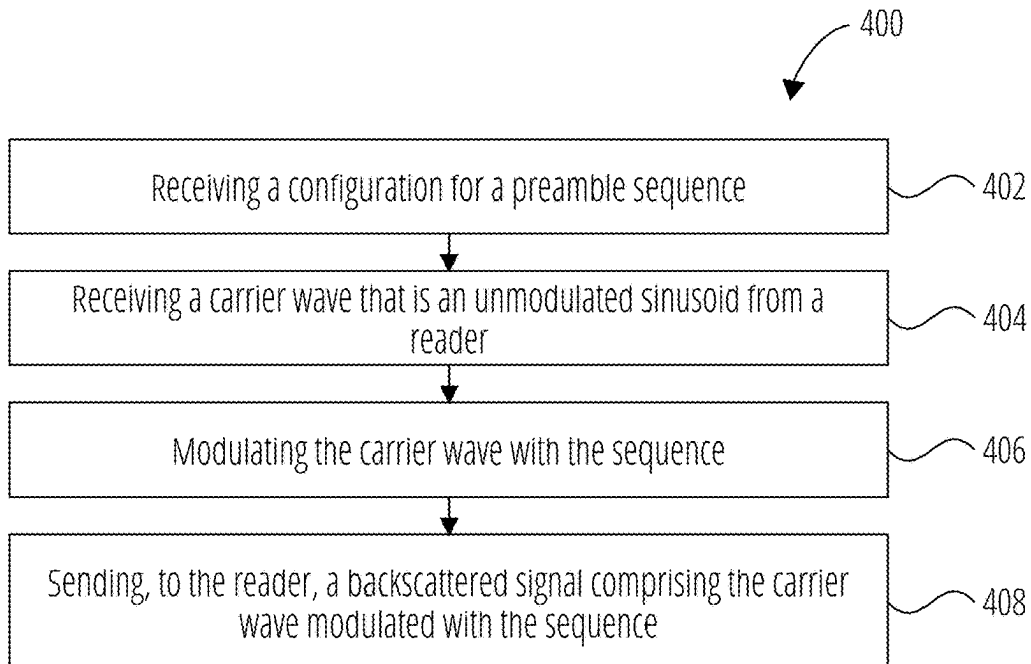 400
Receiving a configuration for a preamble sequence
402
Receiving a carrier wave that is an unmodulated sinusoid from a
reader
404
Modulating the carrier wave with the sequence
406
Sending, to the reader, a backscattered signal comprising the carrier
wave modulated with the sequence
408